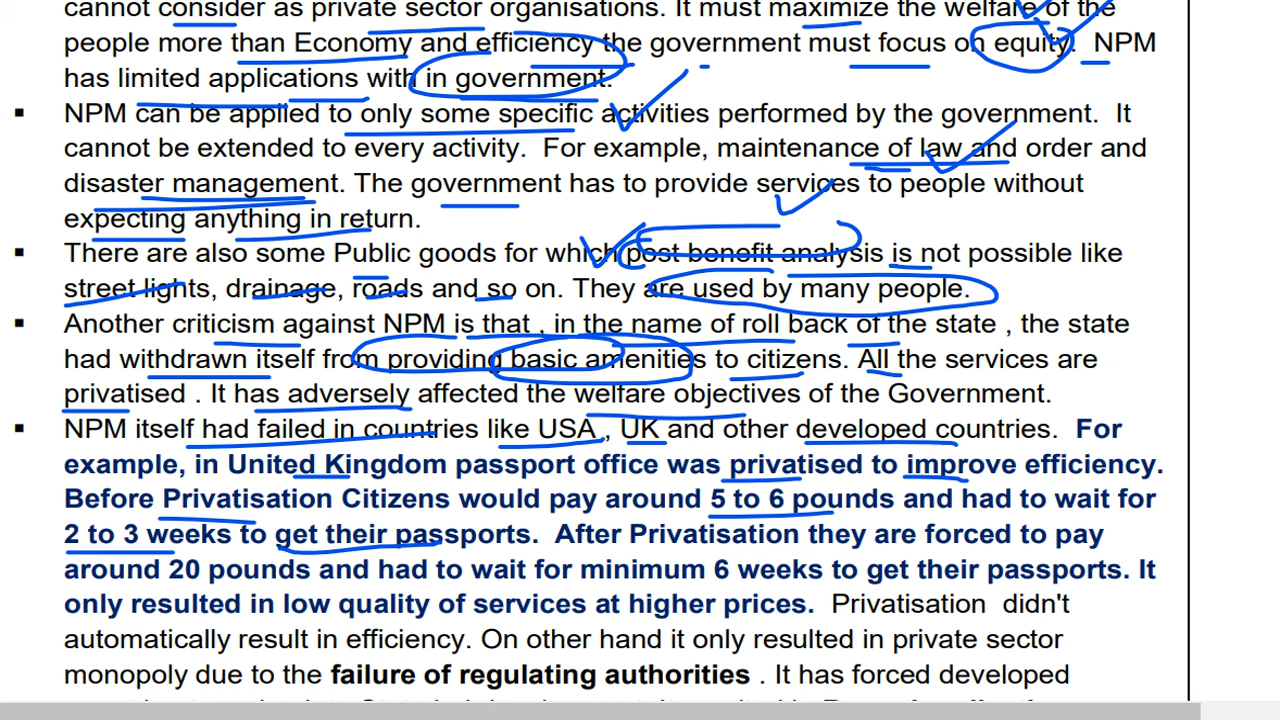 cannot consider as private sector organisations. It must maximize the welfare of the
people more than Economy and efficiency the government must focus on equity. NPM
has limited applications with in government.
▪ NPM can be applied to only some specific activities performed by the government. It
cannot be extended to every activity. For example, maintenance of law and order and
disaster management. The government has to provide services to people without
expecting anything in return.
▪ There are also some Public goods for which post benefit analysis is not possible like
street lights, drainage, roads and so on. They are used by many people.
▪ Another criticism against NPM is that , in the name of roll back of the state , the state
had withdrawn itself from providing basic amenities to citizens. All the services are
privatised . It has adversely affected the welfare objectives of the Government.
▪ NPM itself had failed in countries like USA , UK and other developed countries. For
example, in United Kingdom passport office was privatised to improve efficiency.
Before Privatisation Citizens would pay around 5 to 6 pounds and had to wait for
2 to 3 weeks to get their passports. After Privatisation they are forced to pay
around 20 pounds and had to wait for minimum 6 weeks to get their passports. It
only resulted in low quality of services at higher prices. Privatisation didn't
automatically result in efficiency. On other hand it only resulted in private sector
monopoly due to the failure of regulating authorities . It has forced developed